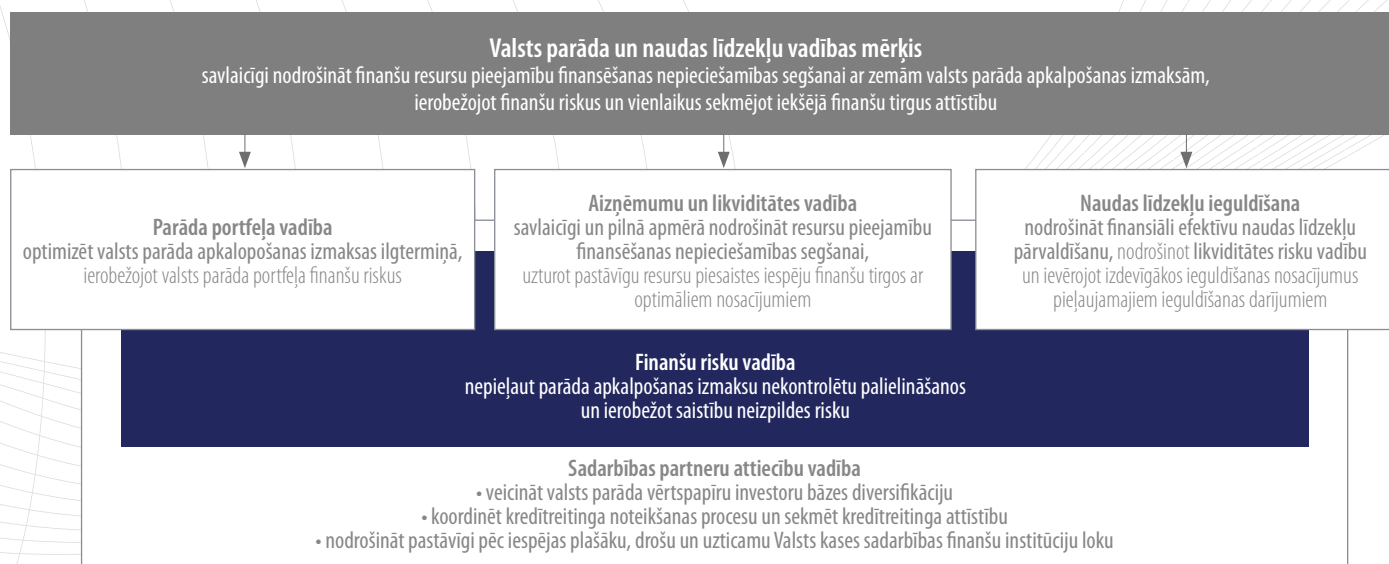 Valsts parāda un naudas līdzekļu vadības mērķis
savlaicīgi nodrošināt finanšu resursu pieejamību finansēšanas nepieciešamības segšanai ar zemām valsts parāda apkalpošanas izmaksām,
ierobežojot finanšu riskus un vienlaikus sekmējot iekšējā finanšu tirgus attīstību
Parāda portfeļa vadība
optimizēt valsts parāda apkalopošanas izmaksas ilgtermiņā,
ierobežojot valsts parāda portfeļa finanšu riskus
Aizņēmumu un likviditātes vadība
savlaicīgi un pilnā apmērā nodrošināt resursu pieejamību
finansēšanas nepieciešamības segšanai,
uzturot pastāvīgu resursu piesaistes iespēju finanšu tirgos ar
optimāliem nosacījumiem
Naudas līdzekļu ieguldīšana
nodrošināt finansiāli efektīvu naudas līdzekļu
pārvaldīšanu, nodrošinot likviditātes risku vadību
un ievērojot izdevīgākos ieguldīšanas nosacījumus
pieļaujamajiem ieguldīšanas darījumiem
Finanšu risku vadība
nepieļaut parāda apkalpošanas izmaksu nekontrolētu palielināšanos
un ierobežot saistību neizpildes risku
Sadarbības partneru attiecību vadība
• veicināt valsts parāda vērtspapīru investoru bāzes diversifikāciju
• koordinēt kredītreitinga noteikšanas procesu un sekmēt kredītreitinga attīstību
• nodrošināt pastāvīgi pēc iespējas plašāku, drošu un uzticamu Valsts kases sadarbības finanšu institūciju loku